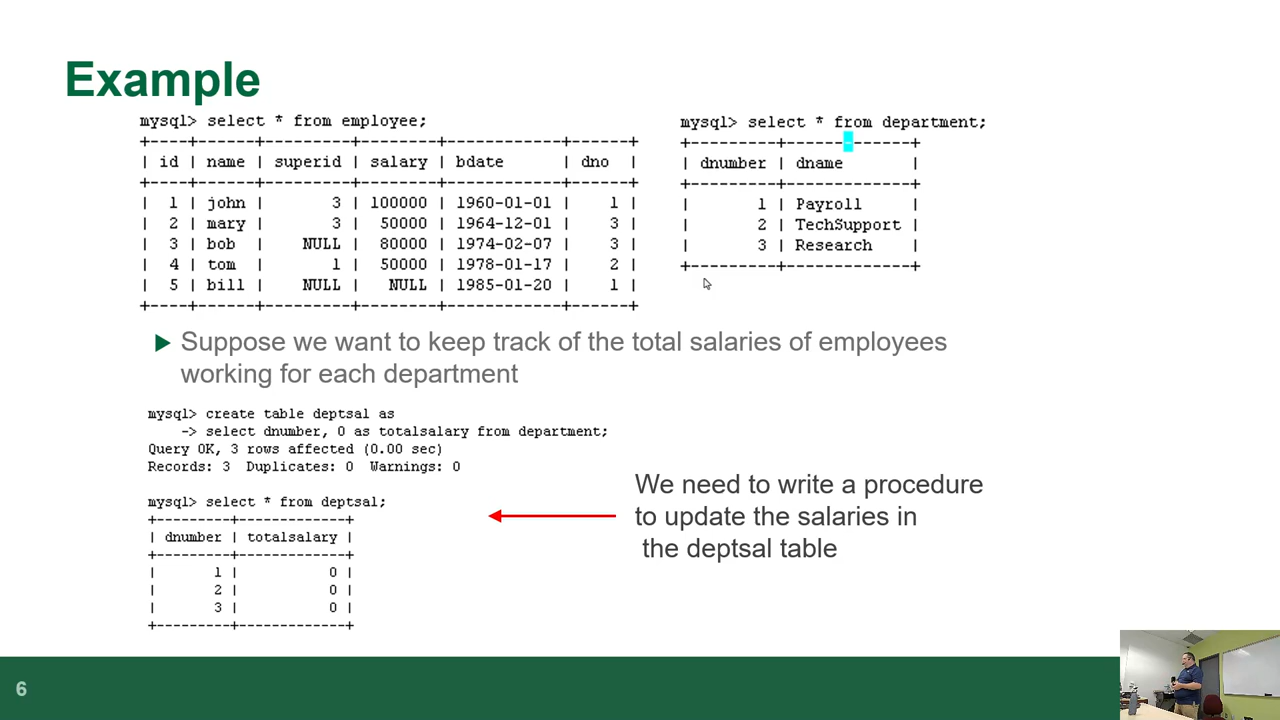 Example
mysql> select * from employee;
+----+------+---------+--------+------------+------+
| id | name | superid | salary | bdate | dno |
+----+------+---------+--------+------------+------+
| 1 | john | 3 | 100000 | 1960-01-01 | 1 |
| 2 | mary | 3 | 50000 | 1964-12-01 | 3 |
| 3 | bob | NULL | 80000 | 1974-02-07 | 3 |
| 4 | tom | 1 | 50000 | 1978-01-17 | 2 |
| 5 | bill | NULL | NULL | 1985-01-20 | 1 |
+----+------+---------+--------+------------+------+
mysql> select * from department;
+---------+-------------+
| dnumber | dname |
+---------+-------------+
| 1 | Payroll |
| 2 | TechSupport |
| 3 | Research |
+---------+-------------+
Suppose we want to keep track of the total salaries of employees
working for each department
mysql> create table deptsal as
-> select dnumber, 0 as totalsalary from department;
Query OK, 3 rows affected (0.00 sec)
Records: 3 Duplicates: 0 Warnings: 0
mysql> select * from deptsal;
+---------+-------------+
| dnumber | totalsalary |
+---------+-------------+
| 1 | 0 |
| 2 | 0 |
| 3 | 0 |
+---------+-------------+
We need to write a procedure
to update the salaries in
the deptsal table
6